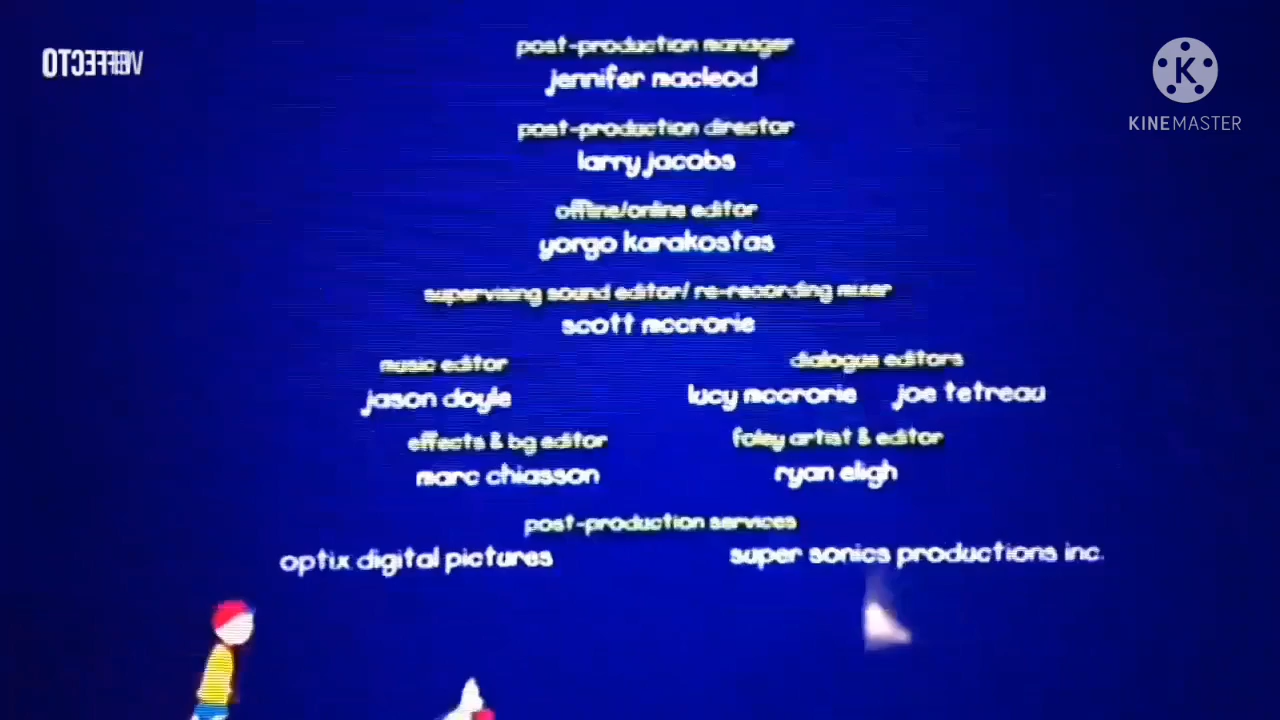 VEFFECTO
K
KINEMASTER
post-production manager
jennifer macleod
post-production director
larry jacobs
offline/online editor
yorgo karakostas
supervising sound editor/ re-recording mixer
scott mccrorie
music editor
jason doyle
dialogue editors
lucy mccrorie joe tetreau
effects & bg editor
marc chiasson
foley artist & editor
ryan eligh
post-production services
optix digital pictures
super sonics productions inc.